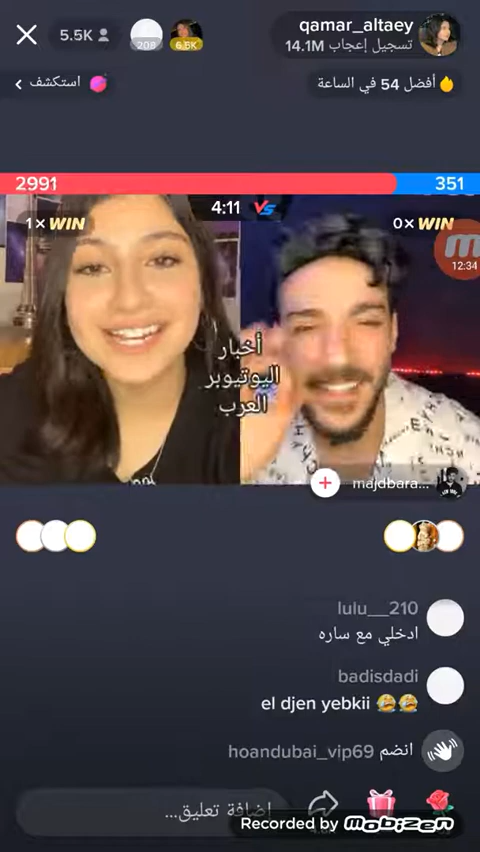 qamar_altaey
14.1M تسجيل إعجاب
5.5K
206
6.6K
أفضل 54 في الساعة
استكشف
2991
351
4:11
VS
1× WIN
0× WIN
12:34
أخبار
اليوتيوبر
العرب
majdbara...
lulu__210
ادخلي مع ساره
badisdadi
el djen yebkii 😭😭
hoandubai_vip69 انضم
إضافة تعليق...
Recorded by Mobizen